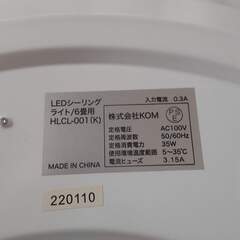 LEDシーリング
ライト/6畳用
HLCL-001(K)
MADE IN CHINA
入力電流 0.3A
株式会社KOM
定格電圧 AC100V
定格周波数 50/60Hz
定格消費電力 35W
使用環境温度範囲 5~35℃
電流ヒューズ 3.15A
220110